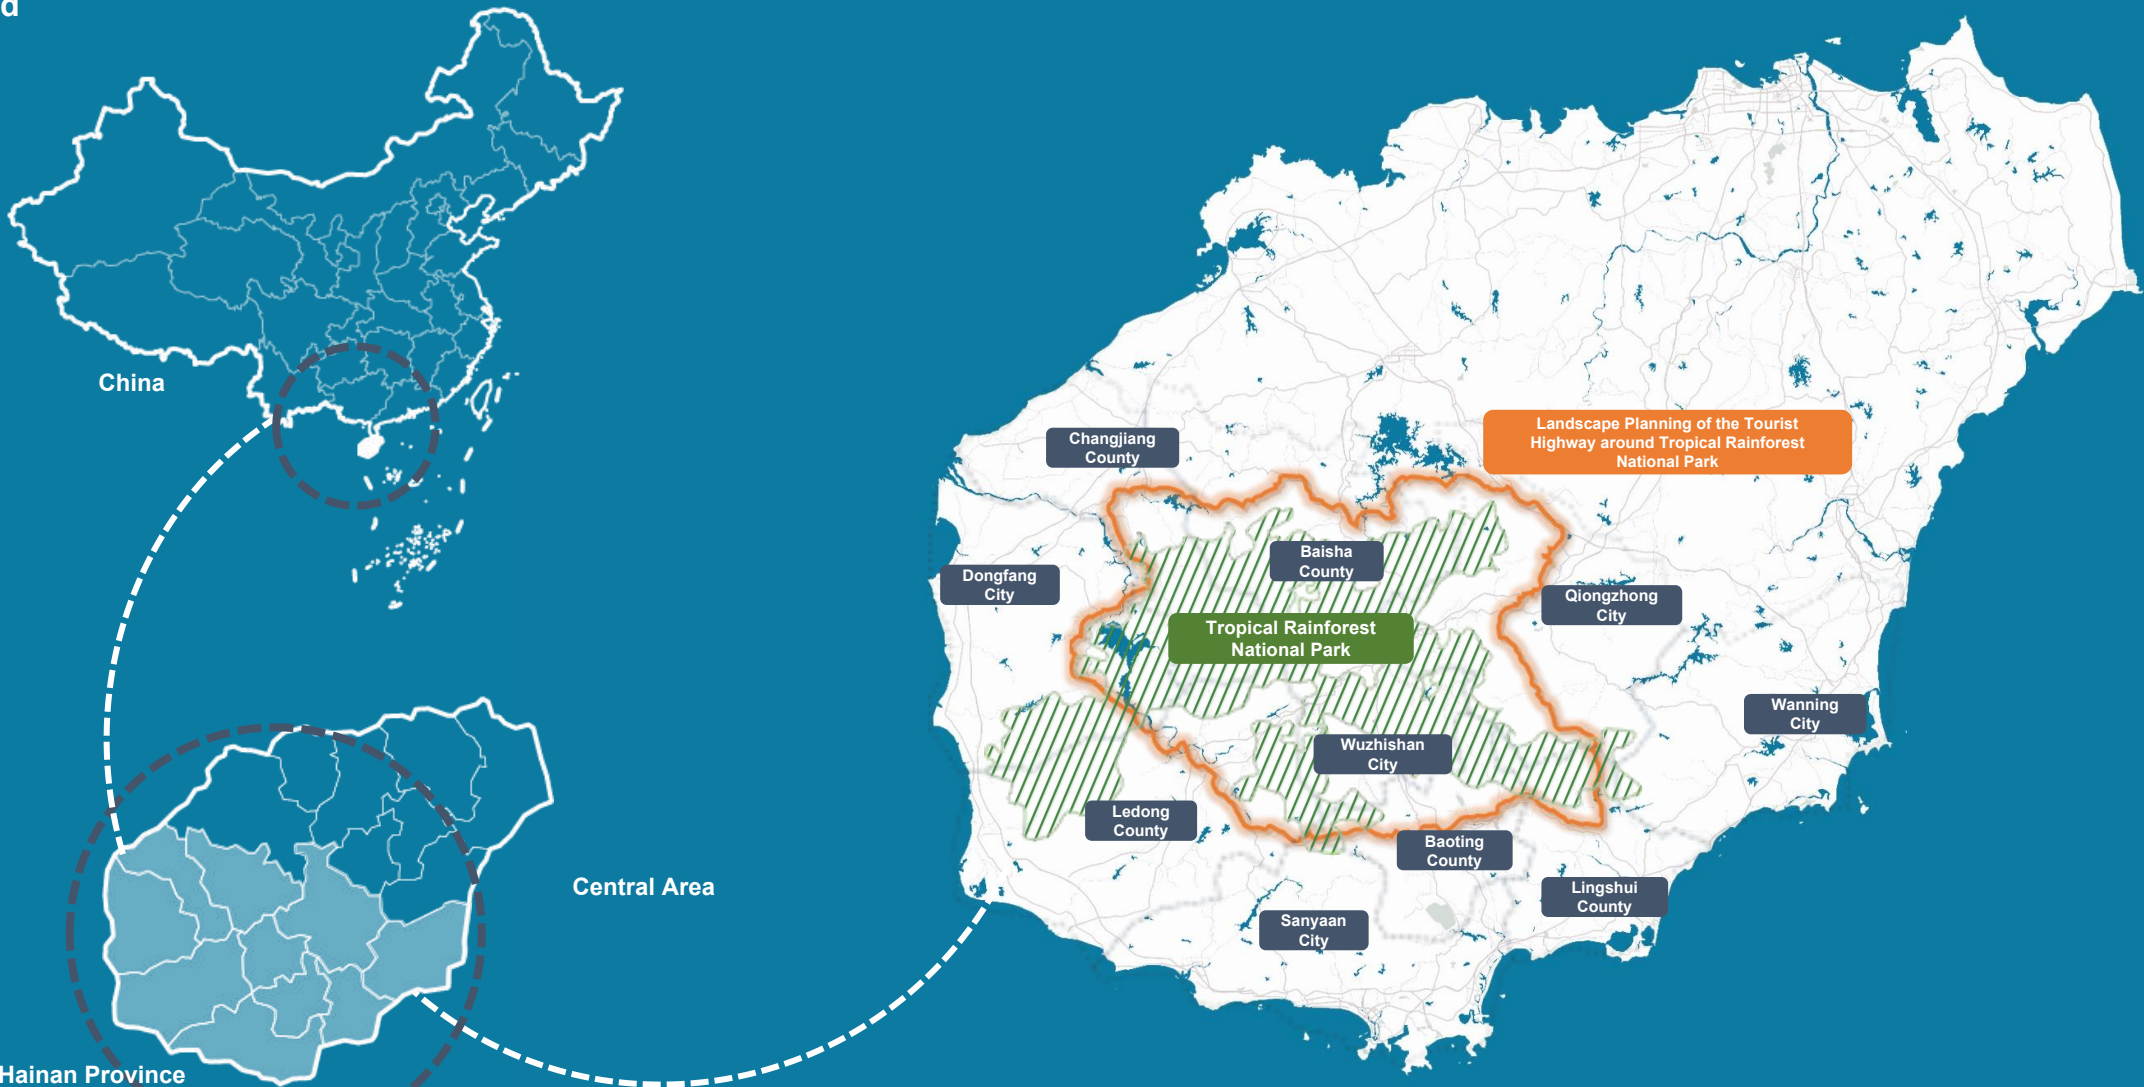 d
China
Central Area
Hainan Province
Landscape Planning of the Tourist
Highway around Tropical Rainforest
National Park
Changjiang
County
Baisha
County
Dongfang
City
Qiongzhong
City
Tropical Rainforest
National Park
Wanning
City
Wuzhishan
City
Ledong
County
Baoting
County
Lingshui
County
Sanyaan
City